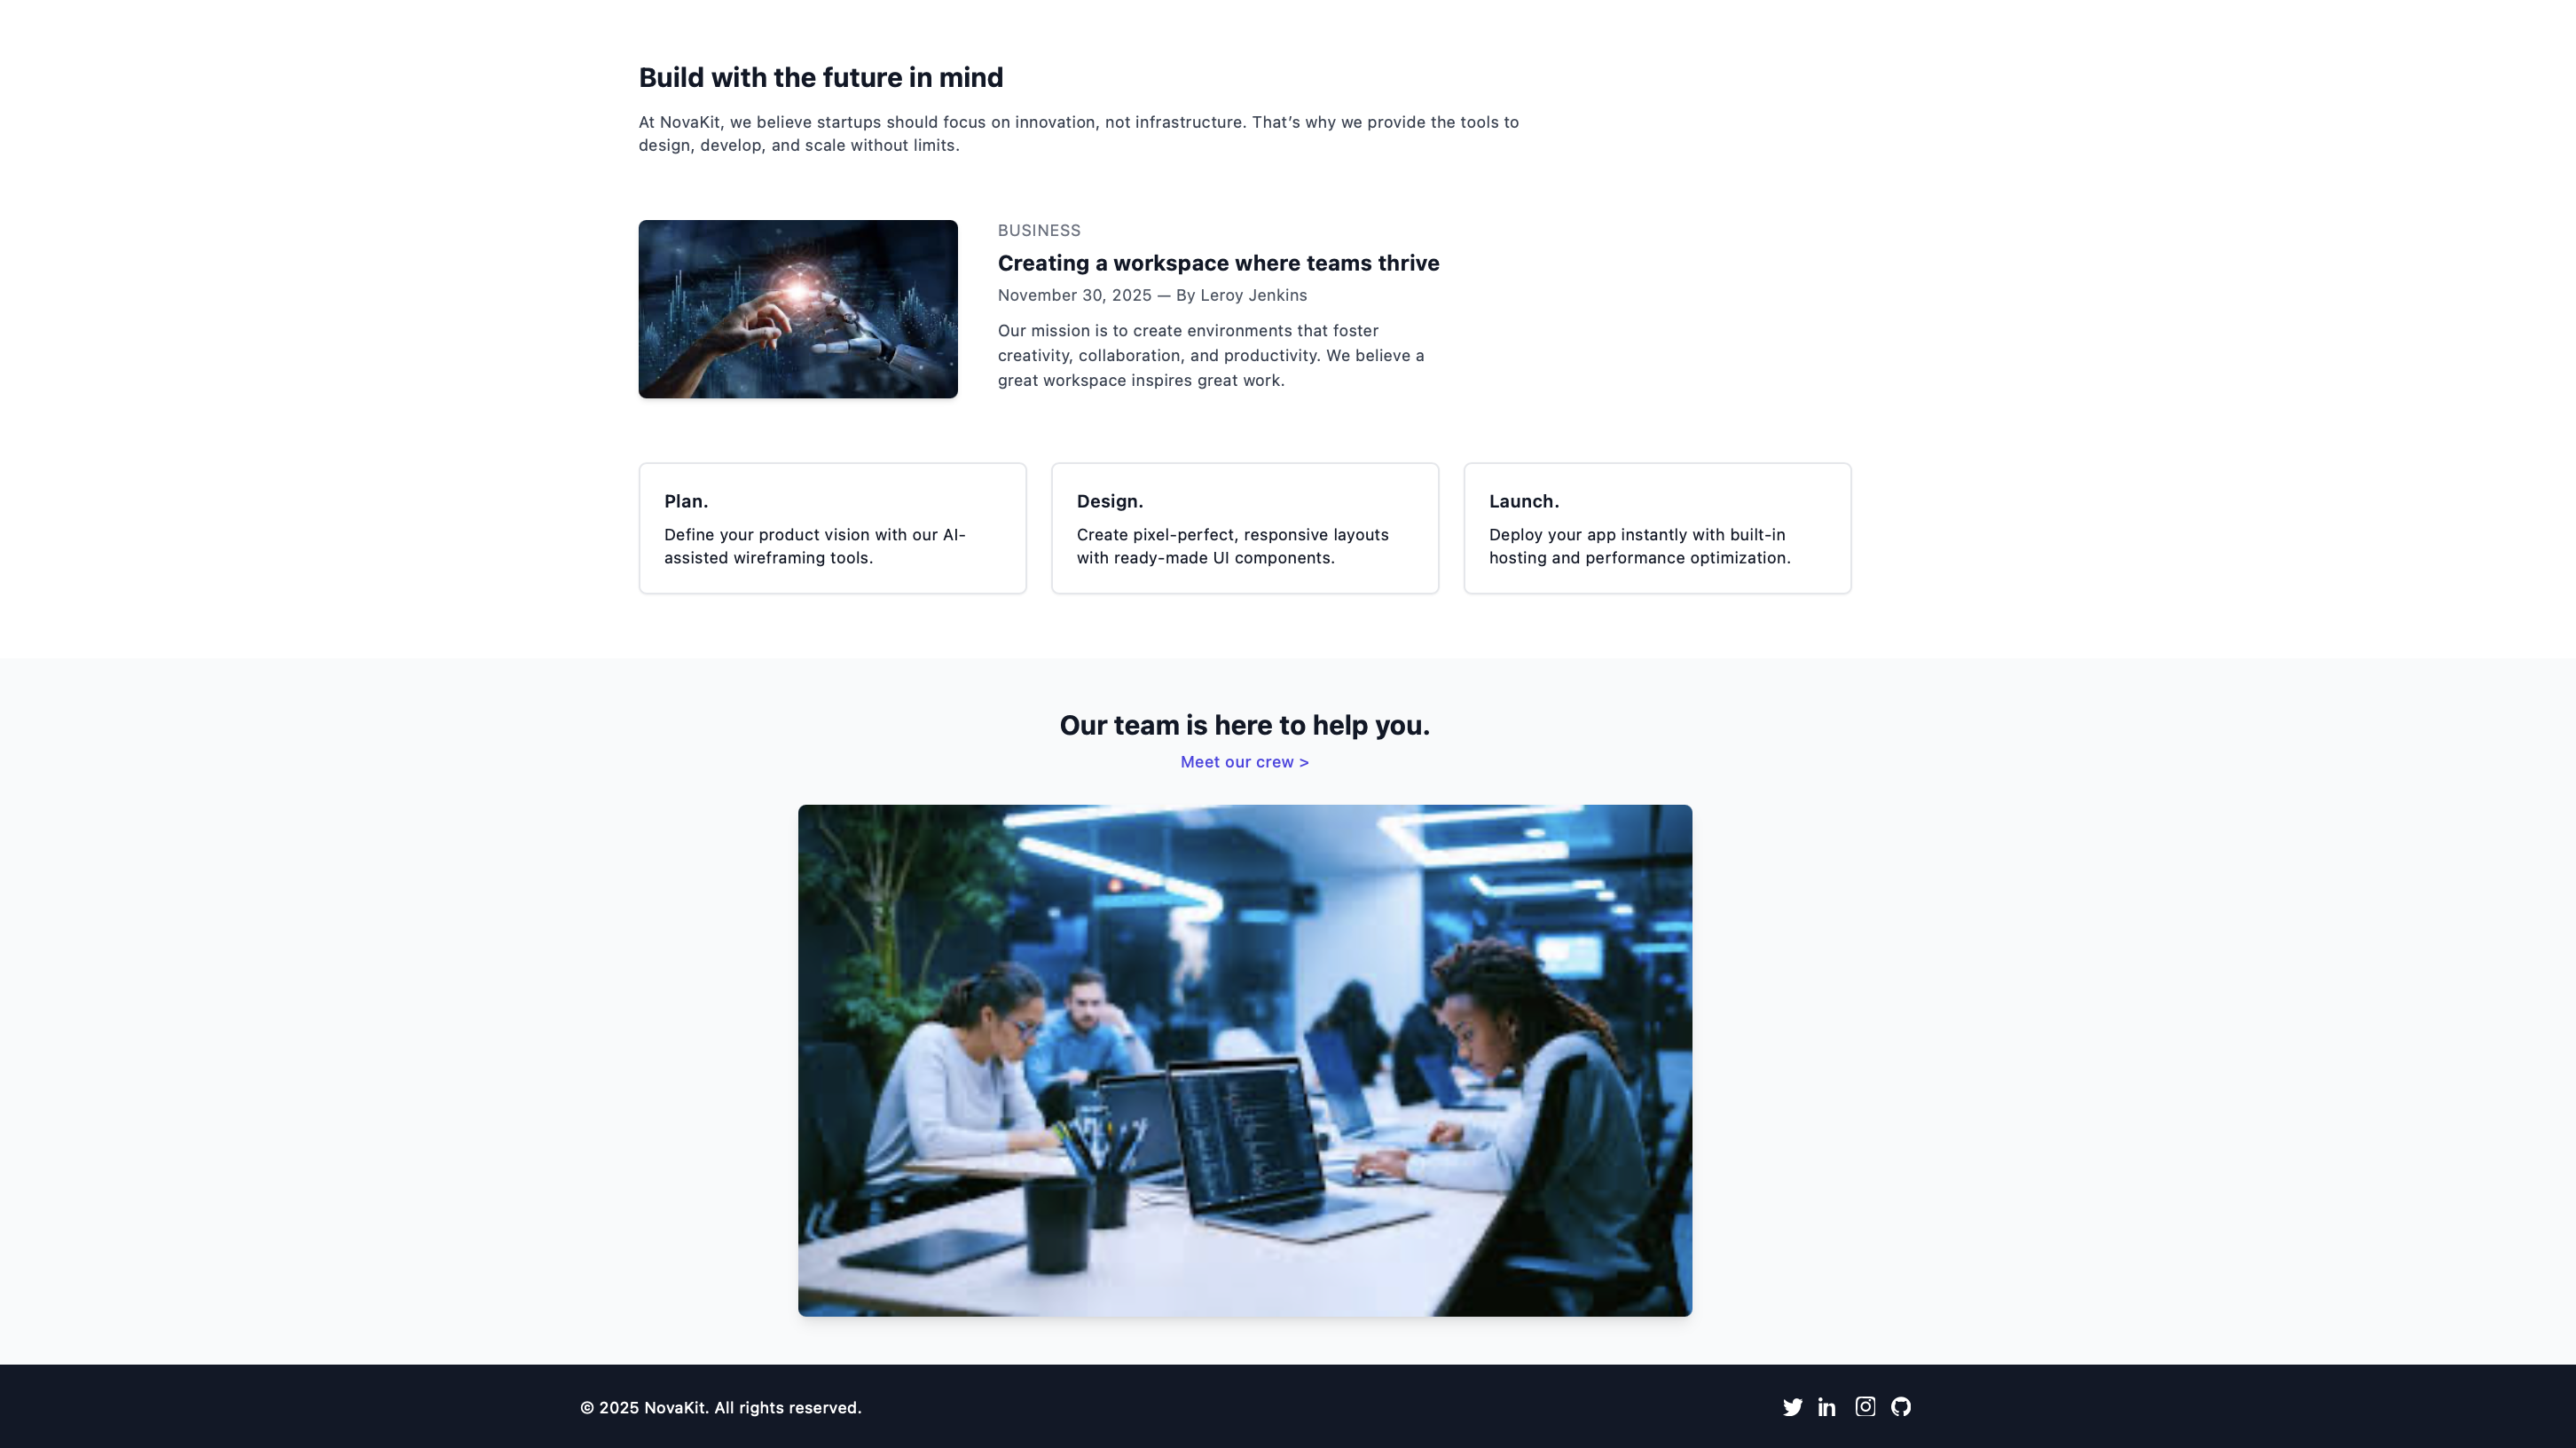 Build with the future in mind
At NovaKit, we believe startups should focus on innovation, not infrastructure. That’s why we provide the tools to
design, develop, and scale without limits.
BUSINESS
Creating a workspace where teams thrive
November 30, 2025 — By Leroy Jenkins
Our mission is to create environments that foster
creativity, collaboration, and productivity. We believe a
great workspace inspires great work.
Plan.
Define your product vision with our AI-
assisted wireframing tools.
Design.
Create pixel-perfect, responsive layouts
with ready-made UI components.
Launch.
Deploy your app instantly with built-in
hosting and performance optimization.
Our team is here to help you.
Meet our crew >
© 2025 NovaKit. All rights reserved.